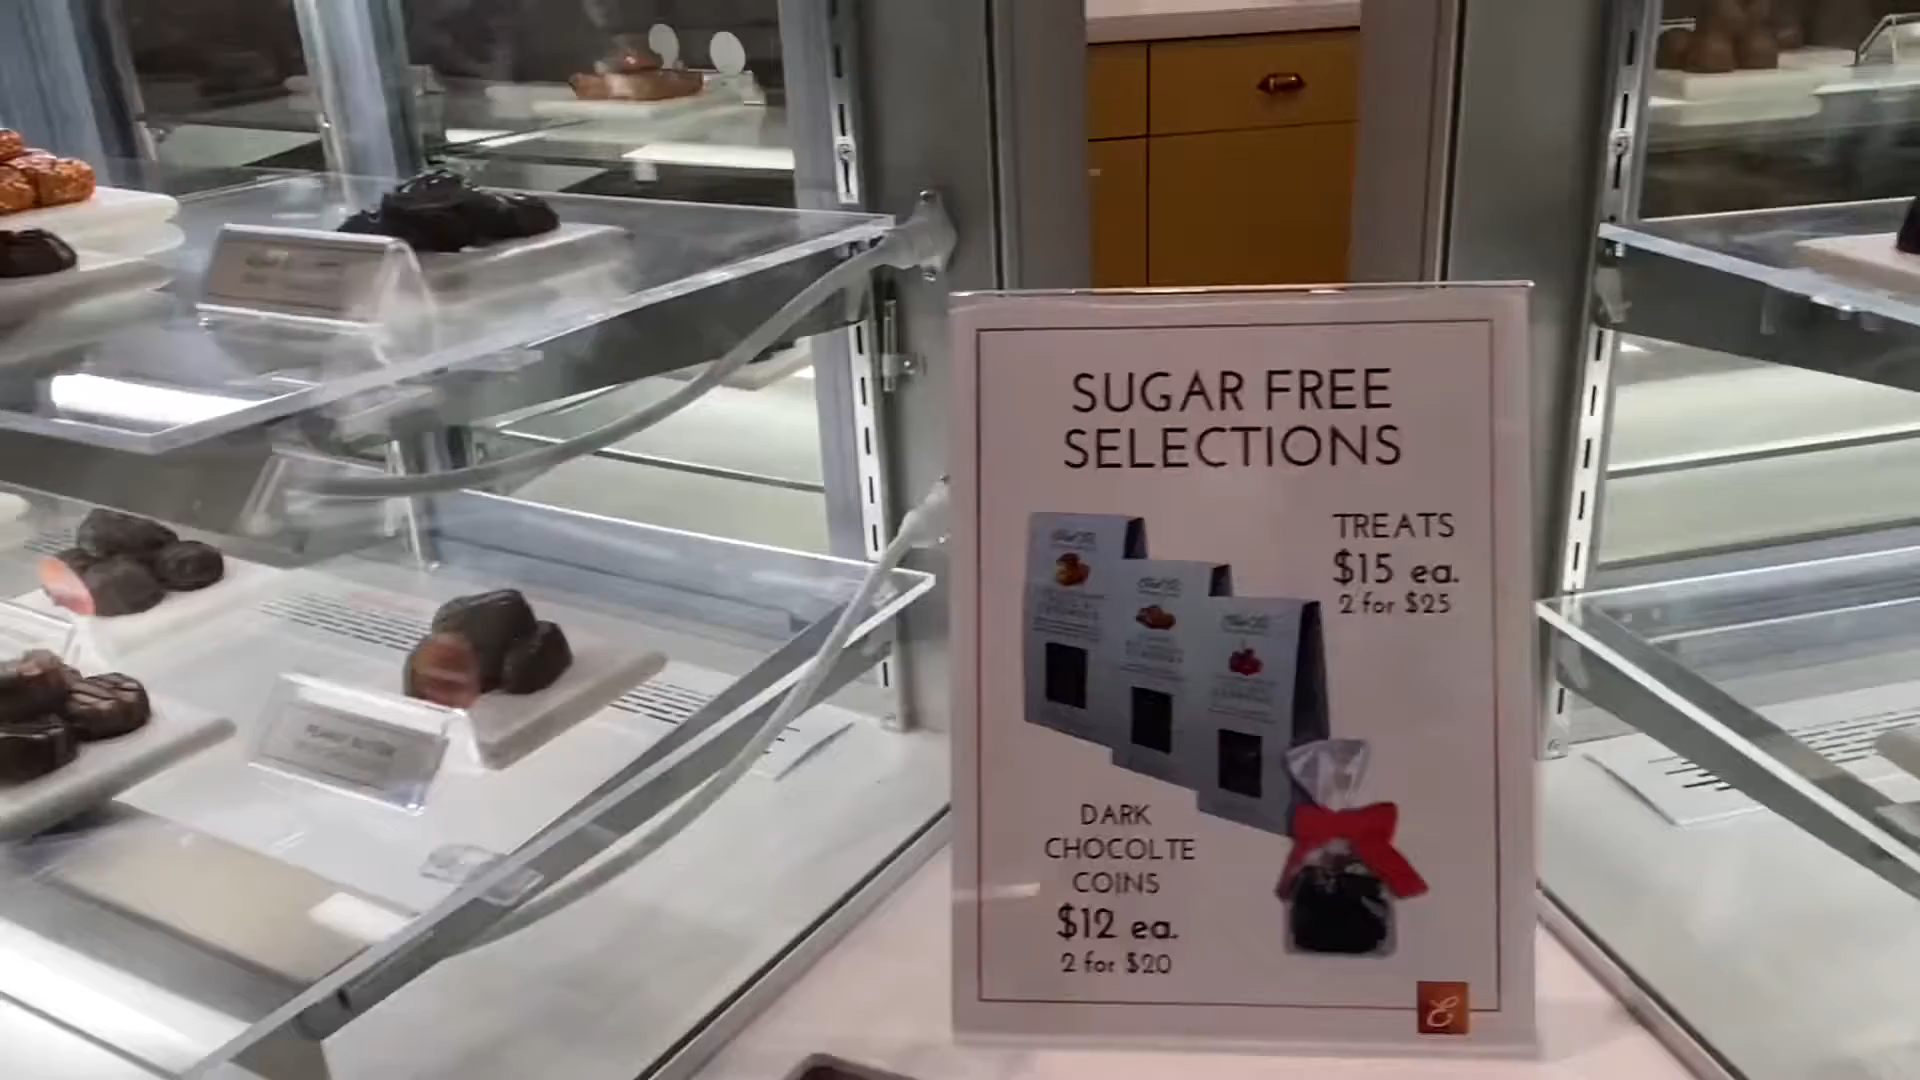 SUGAR FREE
SELECTIONS
TREATS
$15 ea.
2 for $25
DARK
CHOCOLTE
COINS
$12 ea.
2 for $20